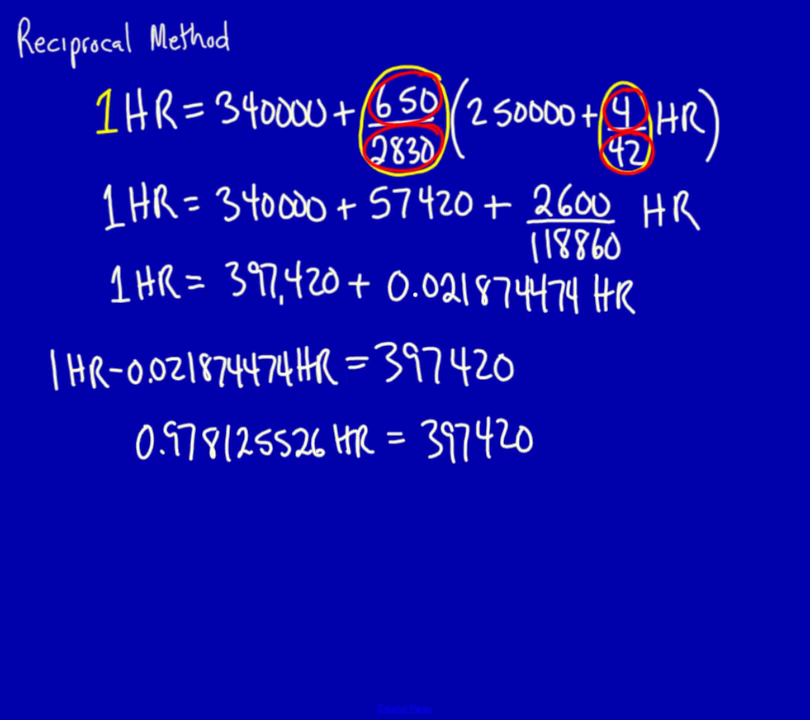 Reciprocal Method
1HR = 340000 + 650/2830 (250000 + 4/42 HR)
1HR = 340000 + 57420 + 2600/118860 HR
1HR = 397,420 + 0.021874474 HR
1HR - 0.021874474HR = 397420
0.978125526 HR = 397420